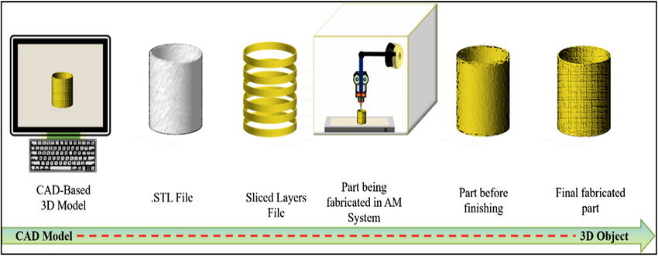 CAD-Based
3D Model
.STL File
Sliced Layers
File
Part being
fabricated in AM
System
Part before
finishing
Final fabricated
part
CAD Model
3D Object